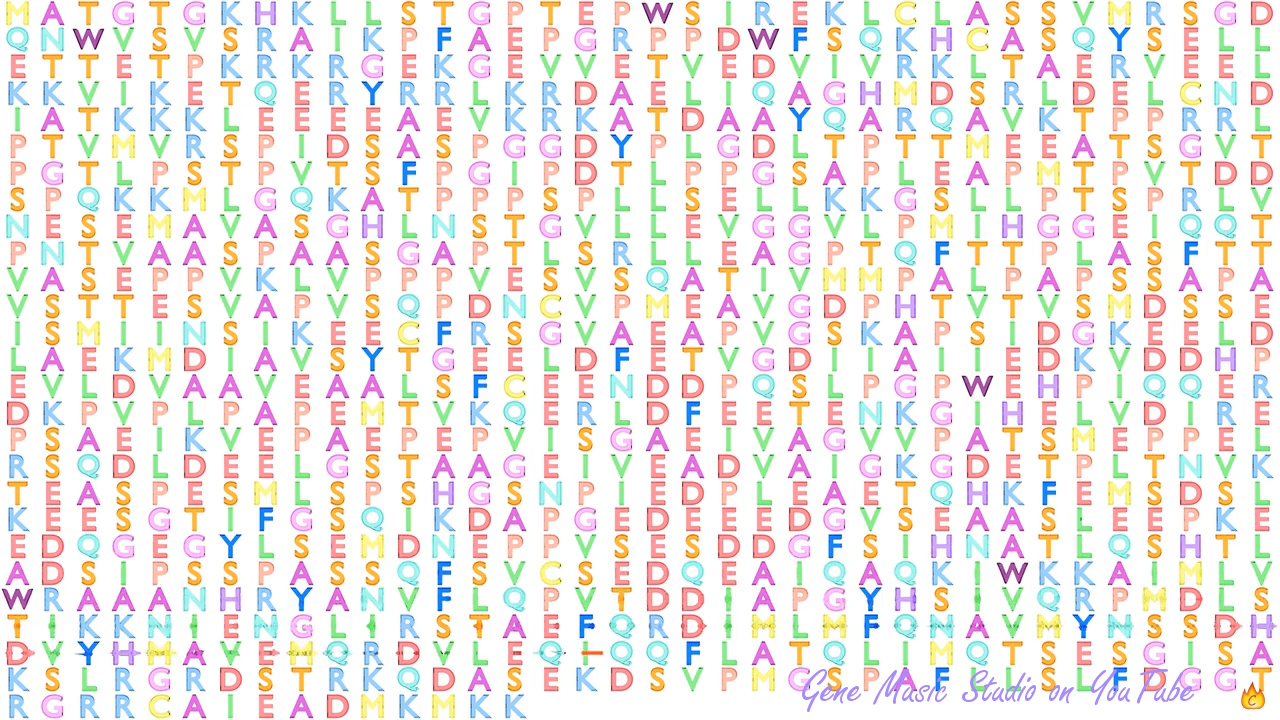 M A T G T G K H K L L S T G P T E P W S I R E K L C L A S S V M R S G D
Q N W V S V S R A I K P F A E P G R P P D W F S Q K H C A S Q Y S E L L
E T T E T P K R K R G E K G E V V E T V E D V I V R K L T A E R V E E L
K K V I K E T Q E R Y R R L K R D A E L I Q A G H M D S R L D E L C N D
I A T K K K L E E E E A E V K R K A T D A A Y Q A R Q A V K T P P R R L
P T V M V R S P I D S A S P G G D Y P L G D L T P T T M E E A T S G V T
P G T L P S T P V T S F P G I P D T L P P G S A P L E A P M T P V T D D
S P Q K K M L G Q K A T P S P P S P L L S E L L K K G S L L P T S P R L V
N E S E M A V A S G H L N S T G V L L E V G G V L P M I H G G E I Q Q T
P N T V A A S P A A S G A P T L S R L L E A G P T Q F T T P L A S F T T
V A S E P P V K L V P P P V E S V S Q A T I V M M P A L P A P S S A P A
V S T T E S V A P V S Q P D N C V P M E A V G D P H T V T V S M D S S E
I S M I I N S I K E E C F R S G V A E A P V G S K A P S I D G K E E L D
L A E K M D I A V S Y T G E E L D F E T V G D I I A I I E D K V D D H P
E V L D V A A V E A A L S F C E E N D D P Q S L P G P W E H P I Q Q E R
D K P V P L P A P E M T V K Q E R L D F E E T E N K G I H E L V D I R E
P S A E I K V E P A E P E P V I S G A E I V A G V V P A T S M E P P E L
R S Q D L D E E L G S T A A G E I V E A D V A I G K G D E T P L T N V K
T E A S P E S M L S P S H G S N P I E D P L E A E T Q H K F E M S D S L
K E E S G T I F G S Q I K D A P G E D E E E D G V S E A A S L E E P K E
E D Q G E G Y L S E M D N E P P V S E S D D G F S I H N A T L Q S H T L
A D S I P S S P A S S Q F S V C S E D Q E A I Q A Q K I W K K A I M L V
W R A A A N H R Y A N V F L Q P V T D D I A P G Y H S I V Q R P M D L S
T I K K N I E N G L I R S T A E F Q R D I M L M F Q N A V M Y N S S D H
D V Y H M A V E M Q R D V L E Q I Q Q F L A T Q L I M Q T S E S G I S A
K S L R G R D S T R K Q D A S E K D S V P M G S P A F L L S L F D G G T
R G R R C A I E A D M K M K K
Gene Music Studio on YouTube
C